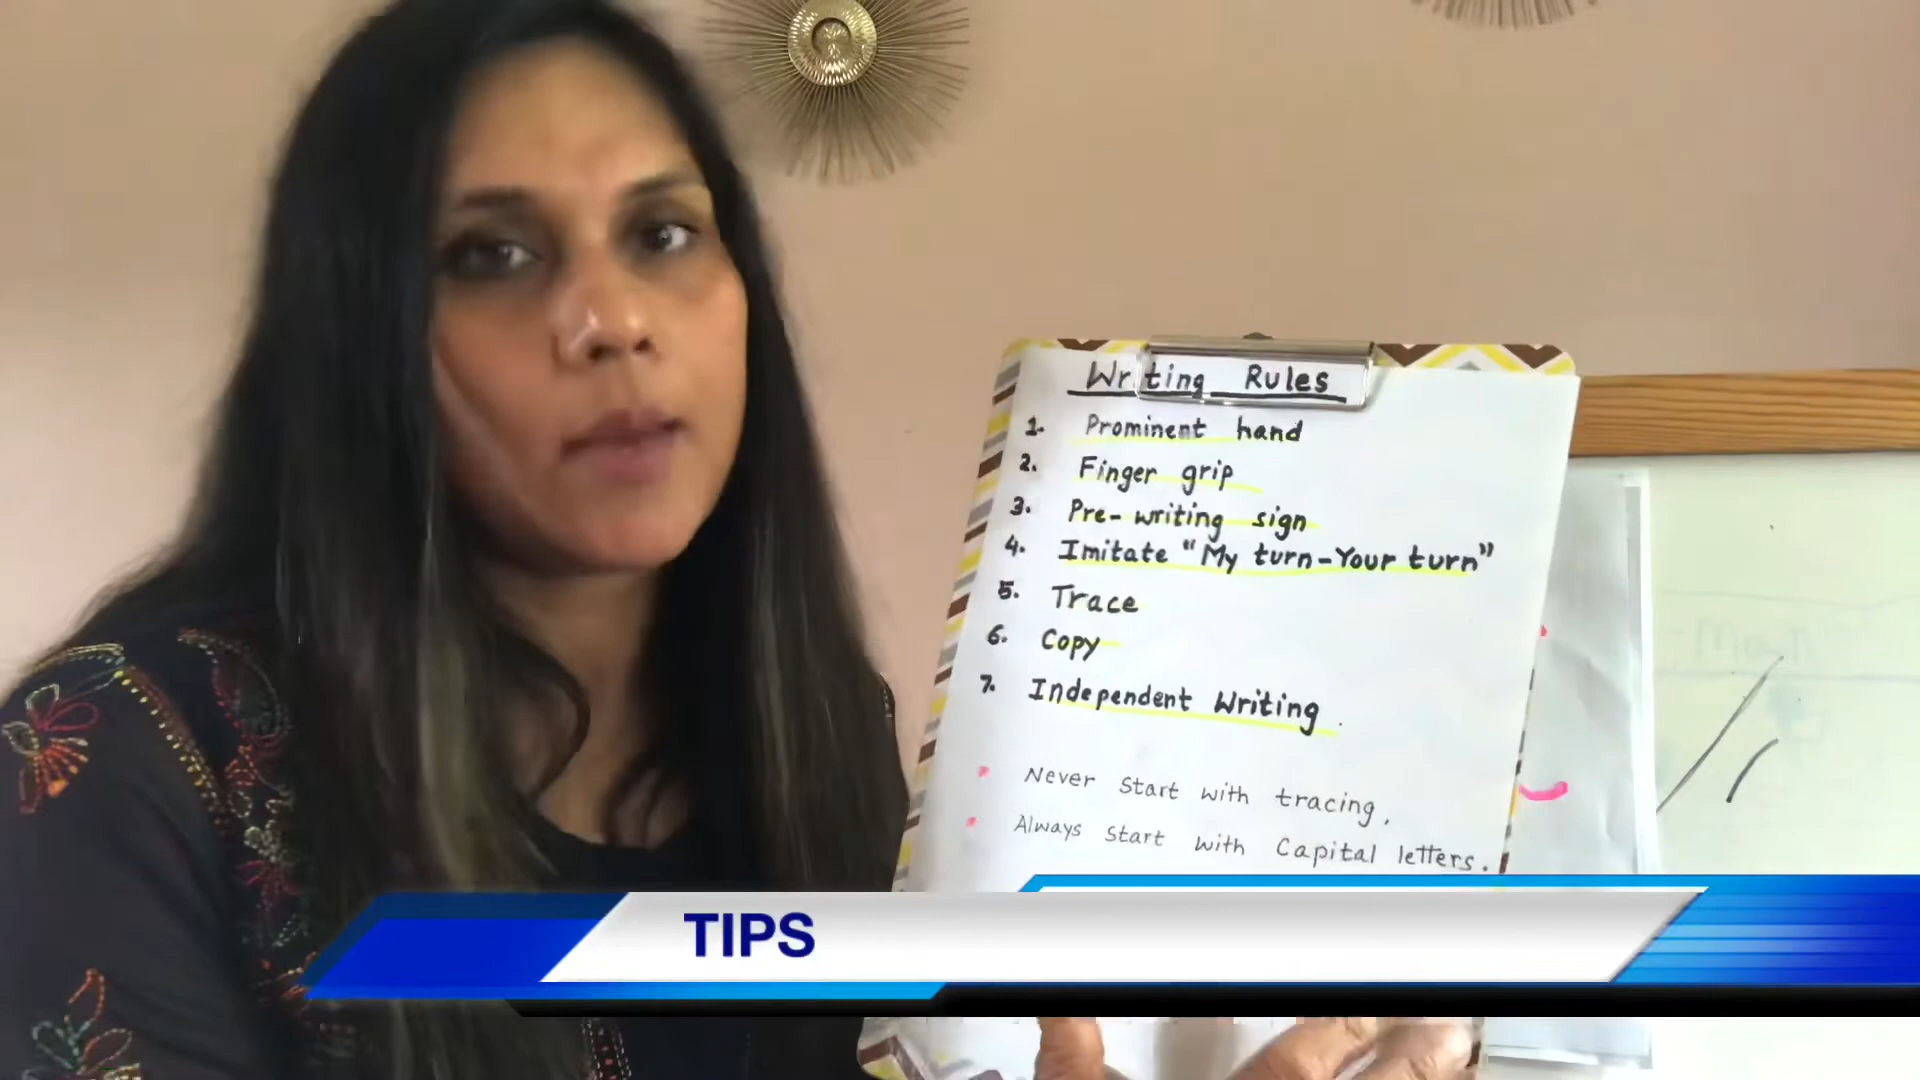 Writing Rules
1. Prominent hand
2. Finger grip
3. Pre-writing sign
4. Imitate "My turn-Your turn"
5. Trace
6. Copy
7. Independent Writing.
Never start with tracing.
Always start with Capital letters.
TIPS